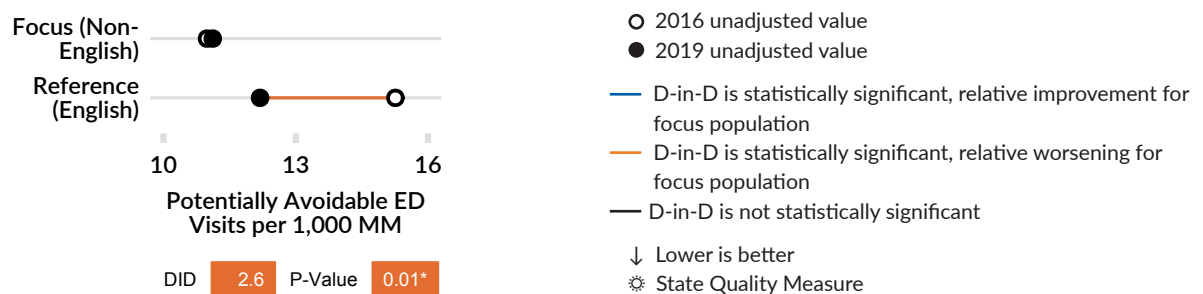 Focus (Non-
English)
Reference
(English)
10 13 16
Potentially Avoidable ED
Visits per 1,000 MM
DID 2.6 P-Value 0.01*
2016 unadjusted value
2019 unadjusted value
D-in-D is statistically significant, relative improvement for
focus population
D-in-D is statistically significant, relative worsening for
focus population
D-in-D is not statistically significant
↓ Lower is better
State Quality Measure